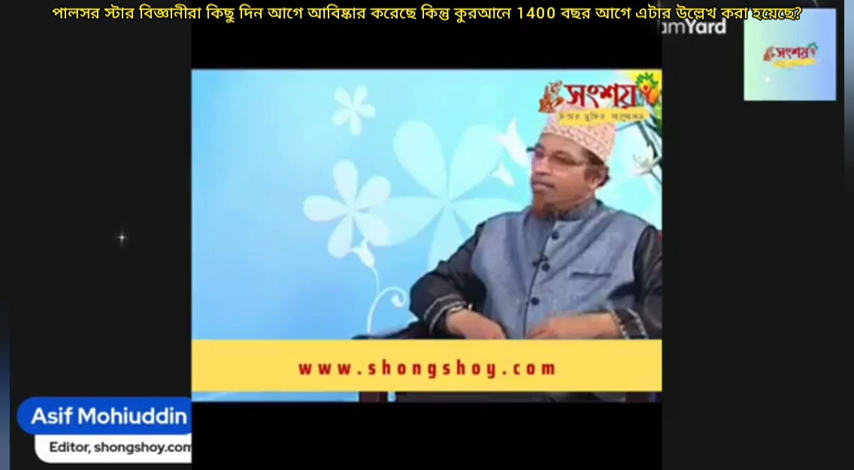 পালসর স্টার বিজ্ঞানীরা কিছু দিন আগে আবিষ্কার করেছে কিন্তু কুরআনে 1400 বছর আগে এটার উল্লেখ করা হয়েছে?
amYard
সংশয়
সংশয়
www.shongshoy.com
Asif Mohiuddin
Editor, shongshoy.com